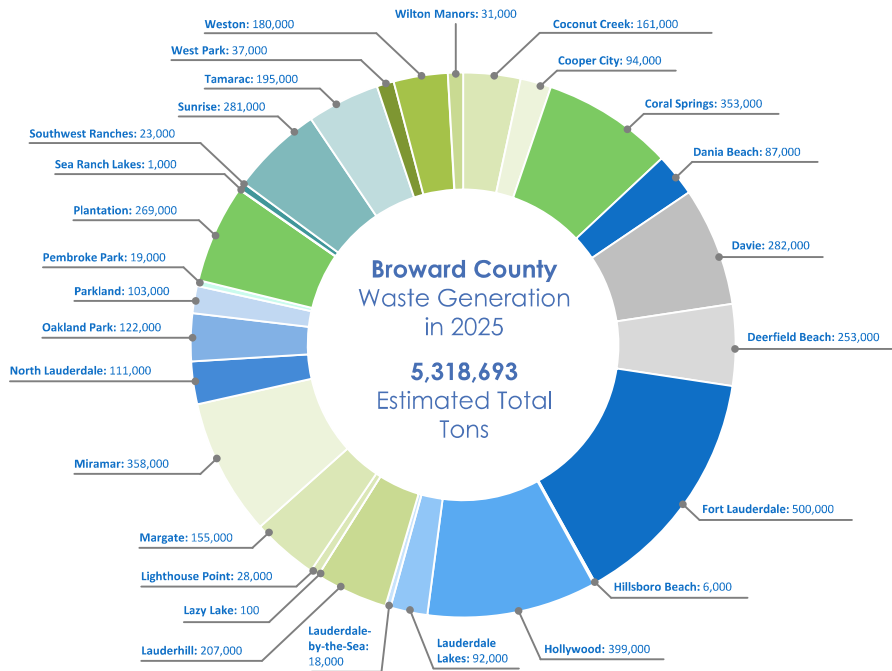 Wilton Manors: 31,000
Coconut Creek: 161,000
Cooper City: 94,000
Coral Springs: 353,000
Dania Beach: 87,000
Davie: 282,000
Deerfield Beach: 253,000
Fort Lauderdale: 500,000
Hillsboro Beach: 6,000
Hollywood: 399,000
Lauderdale
Lakes: 92,000
Lauderdale-
by-the-Sea:
18,000
Lauderhill: 207,000
Lazy Lake: 100
Lighthouse Point: 28,000
Margate: 155,000
Miramar: 358,000
North Lauderdale: 111,000
Oakland Park: 122,000
Parkland: 103,000
Pembroke Park: 19,000
Plantation: 269,000
Sea Ranch Lakes: 1,000
Southwest Ranches: 23,000
Sunrise: 281,000
Tamarac: 195,000
West Park: 37,000
Weston: 180,000
Broward County
Waste Generation
in 2025
5,318,693
Estimated Total
Tons